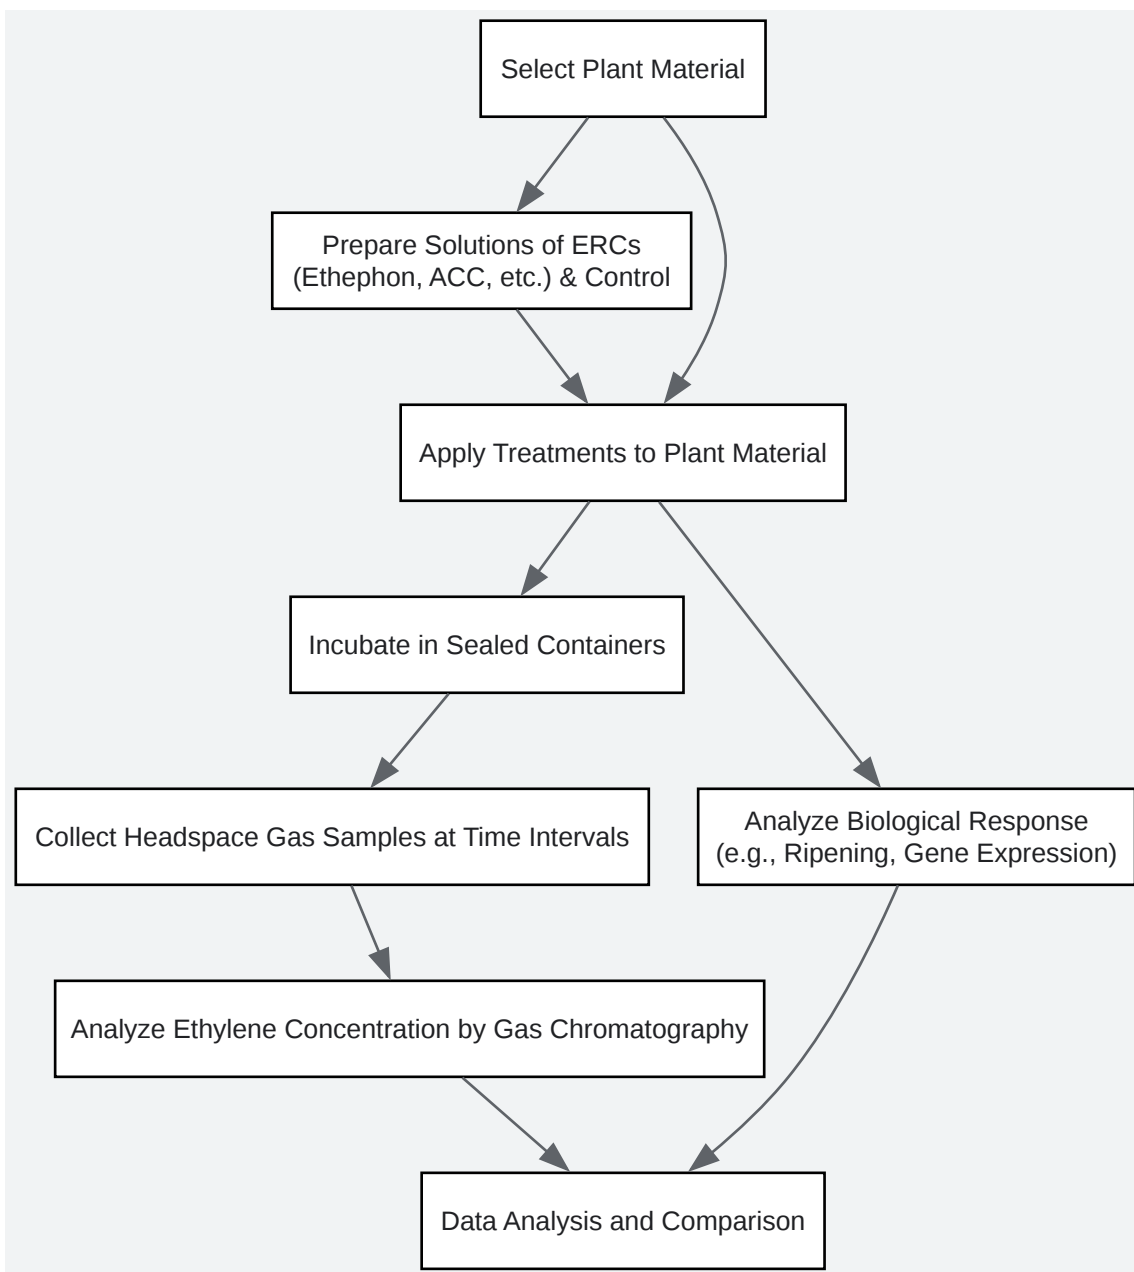 Select Plant Material
Prepare Solutions of ERCs
(Ethephon, ACC, etc.) & Control
Apply Treatments to Plant Material
Incubate in Sealed Containers
Collect Headspace Gas Samples at Time Intervals
Analyze Biological Response
(e.g., Ripening, Gene Expression)
Analyze Ethylene Concentration by Gas Chromatography
Data Analysis and Comparison